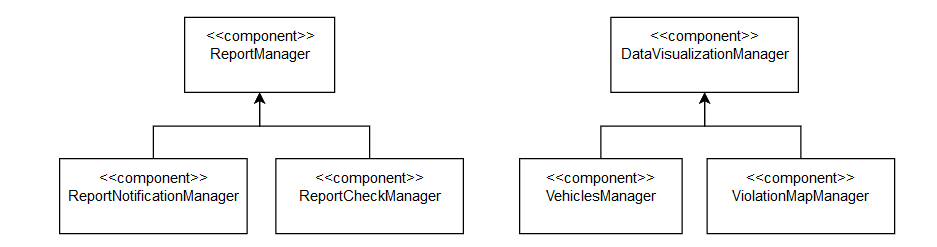 <<component>>
ReportManager
<<component>>
DataVisualizationManager
<<component>>
ReportNotificationManager
<<component>>
ReportCheckManager
<<component>>
VehiclesManager
<<component>>
ViolationMapManager